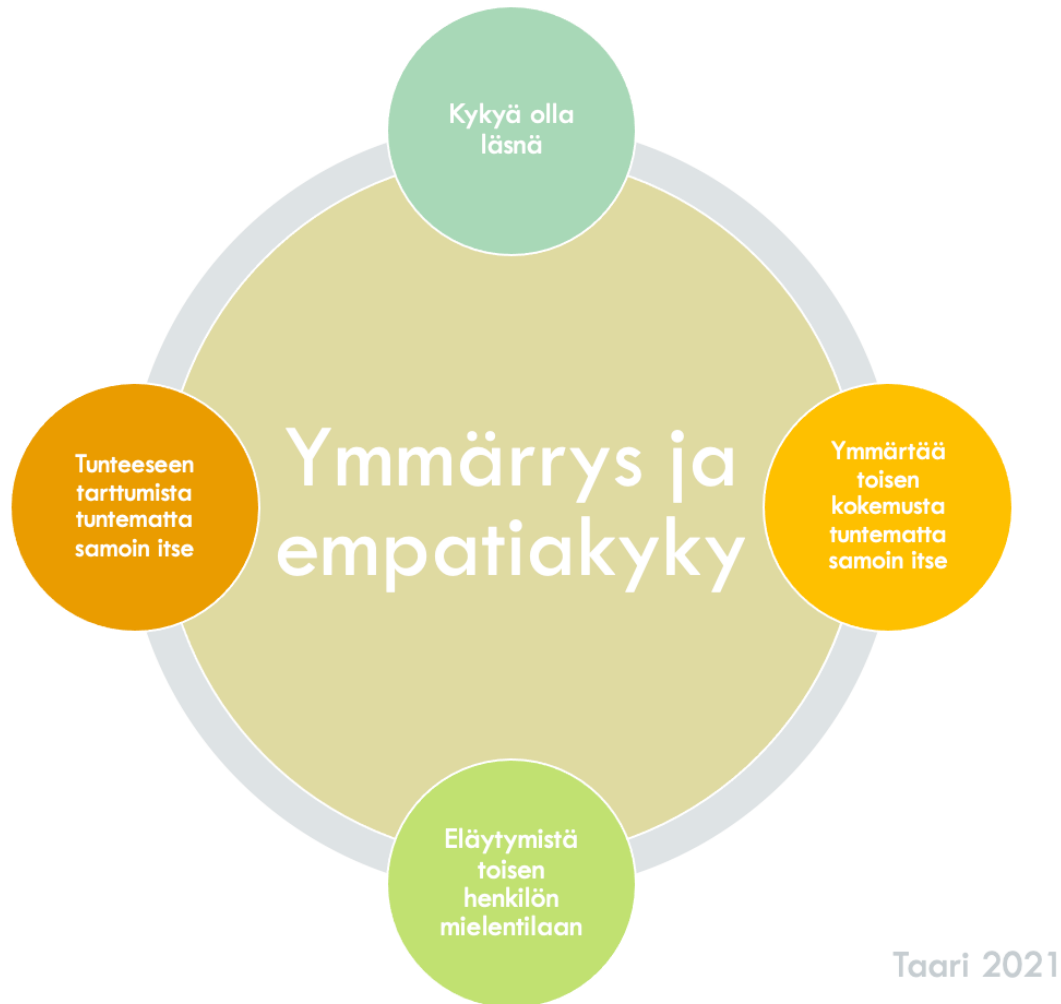 Kykyä olla
läsnä
Ymmärrys ja
empatiakyky
Ymmärtää
toisen
kokemusta
tuntematta
samoin itse
Eläytymistä
toisen
henkilön
mielentilaan
Tunteeseen
tarttumista
tuntematta
samoin itse
Taari 2021